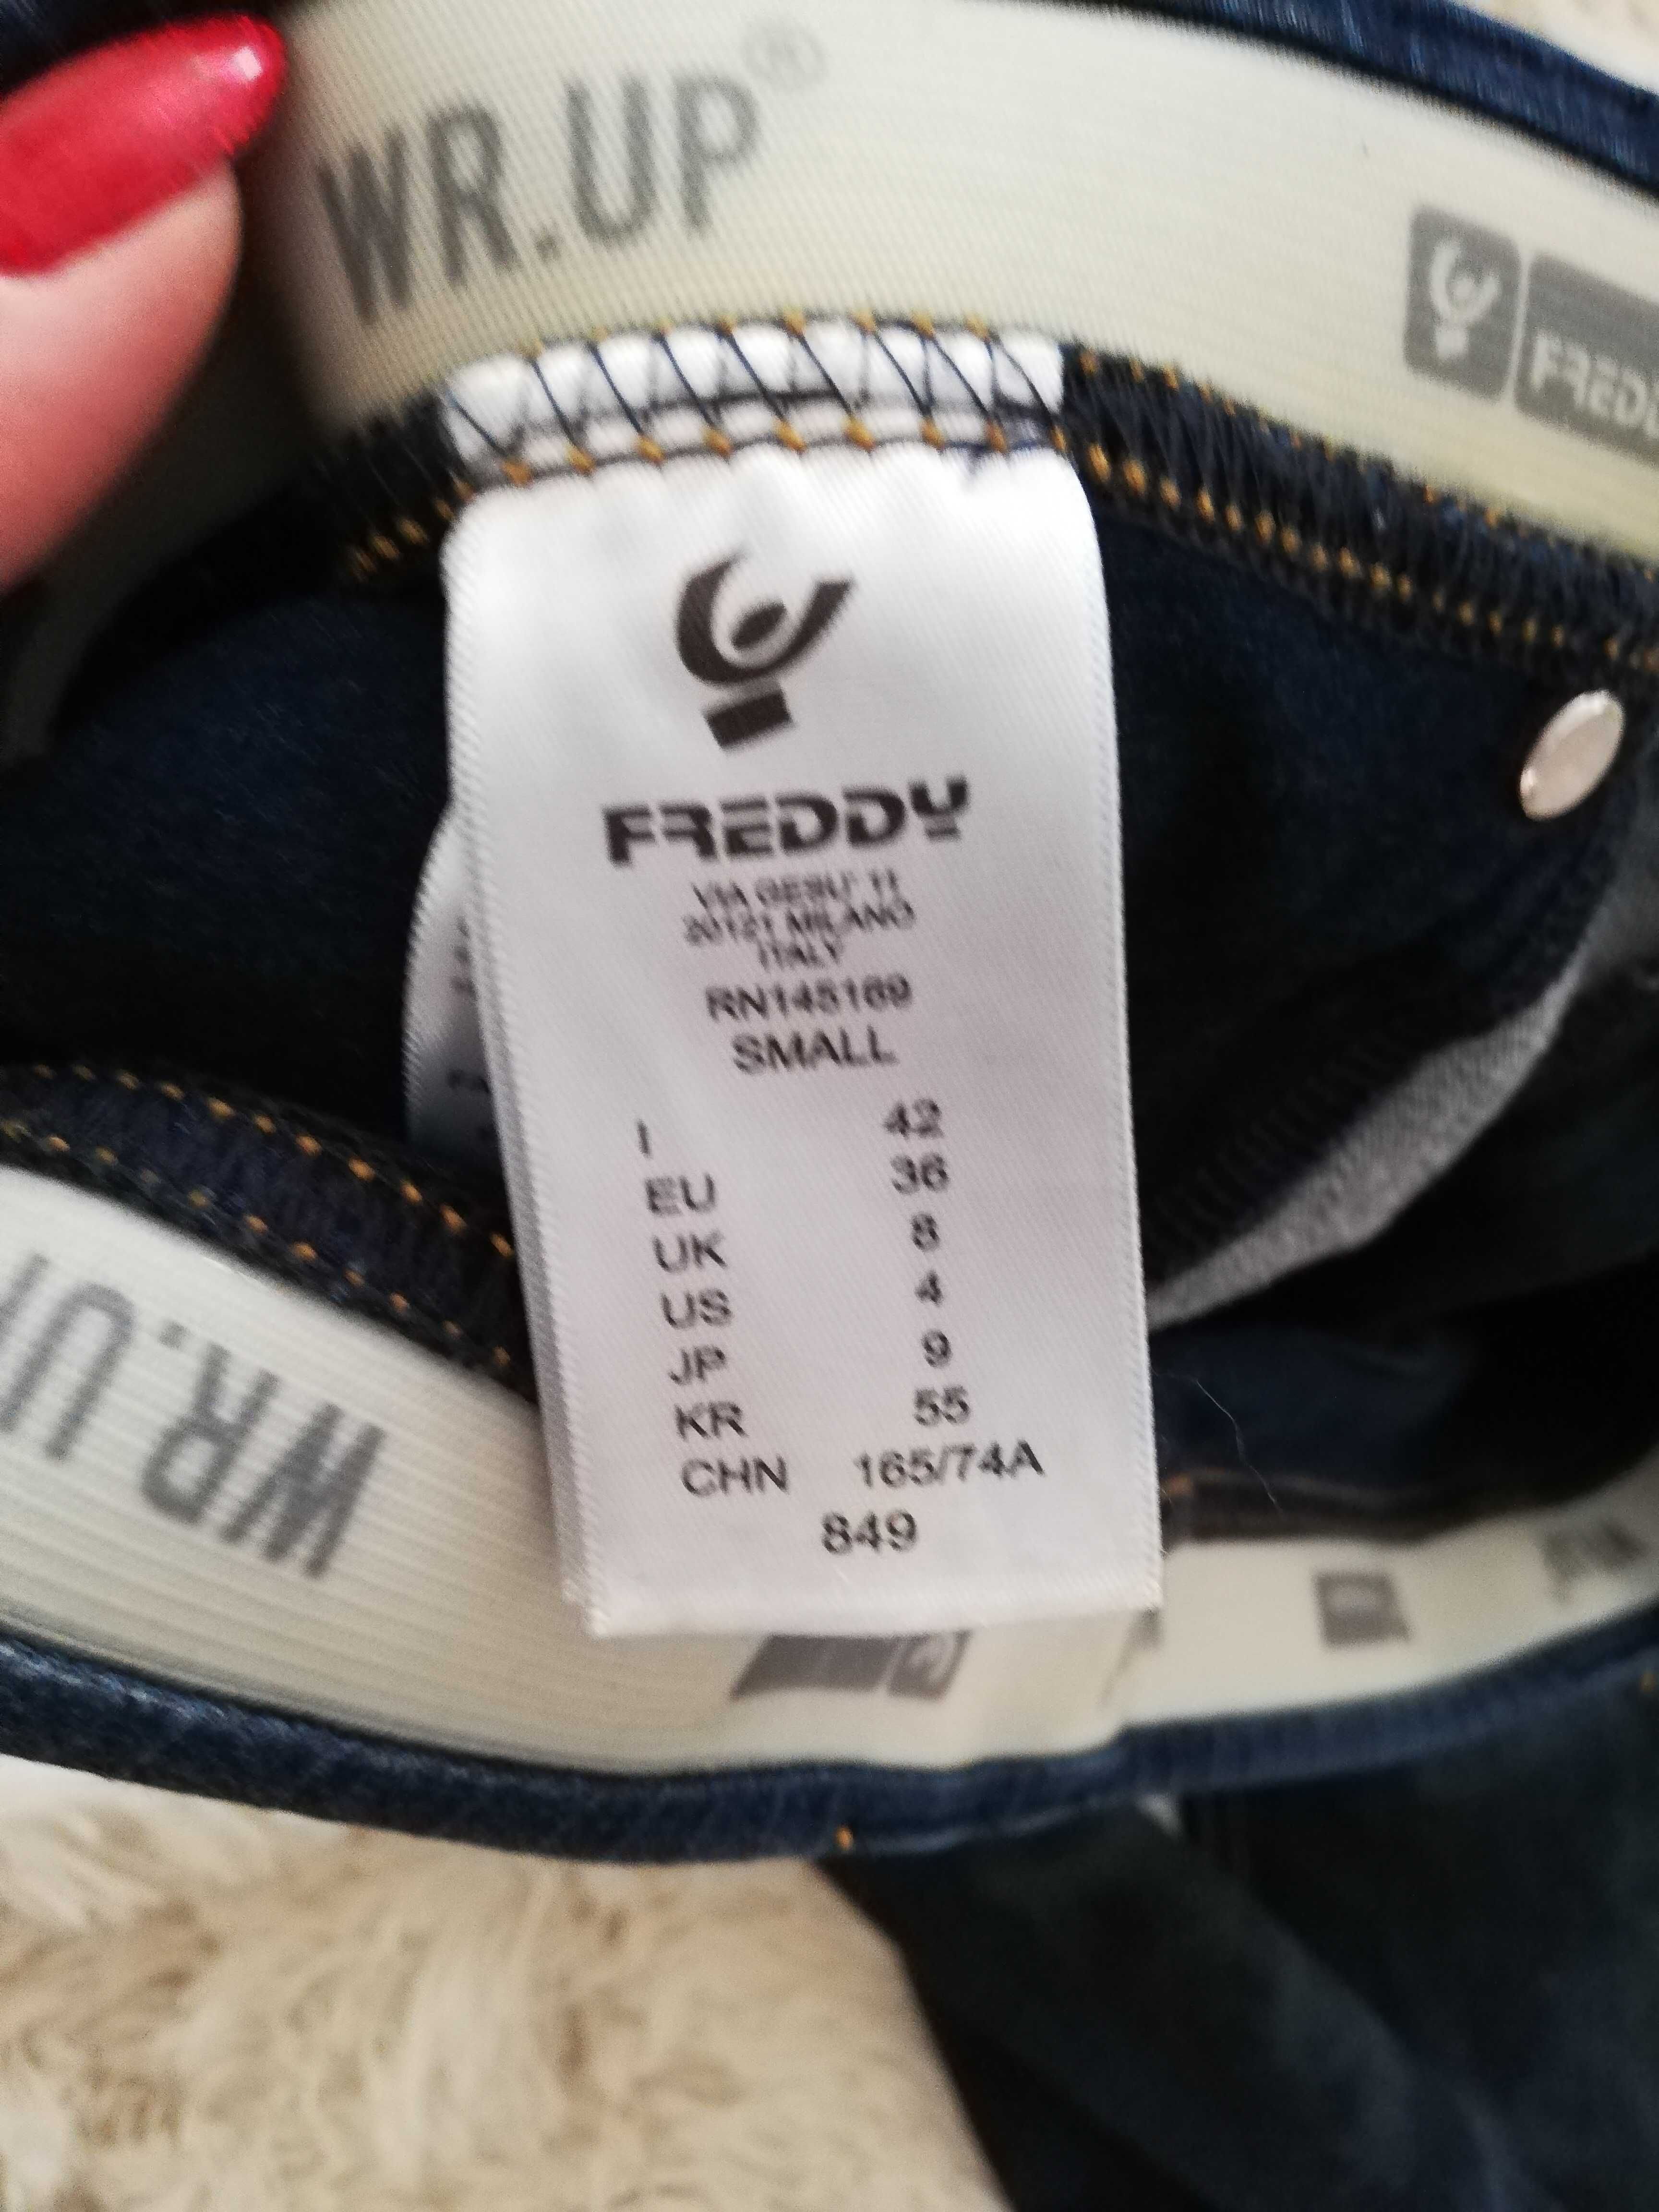 WR.UP®
FREDDY
VIA GESU' 11
20121 MILANO
ITALY
RN145169
SMALL
I 42
EU 36
UK 8
US 4
JP 9
KR 55
CHN 165/74A
849
WR.UP